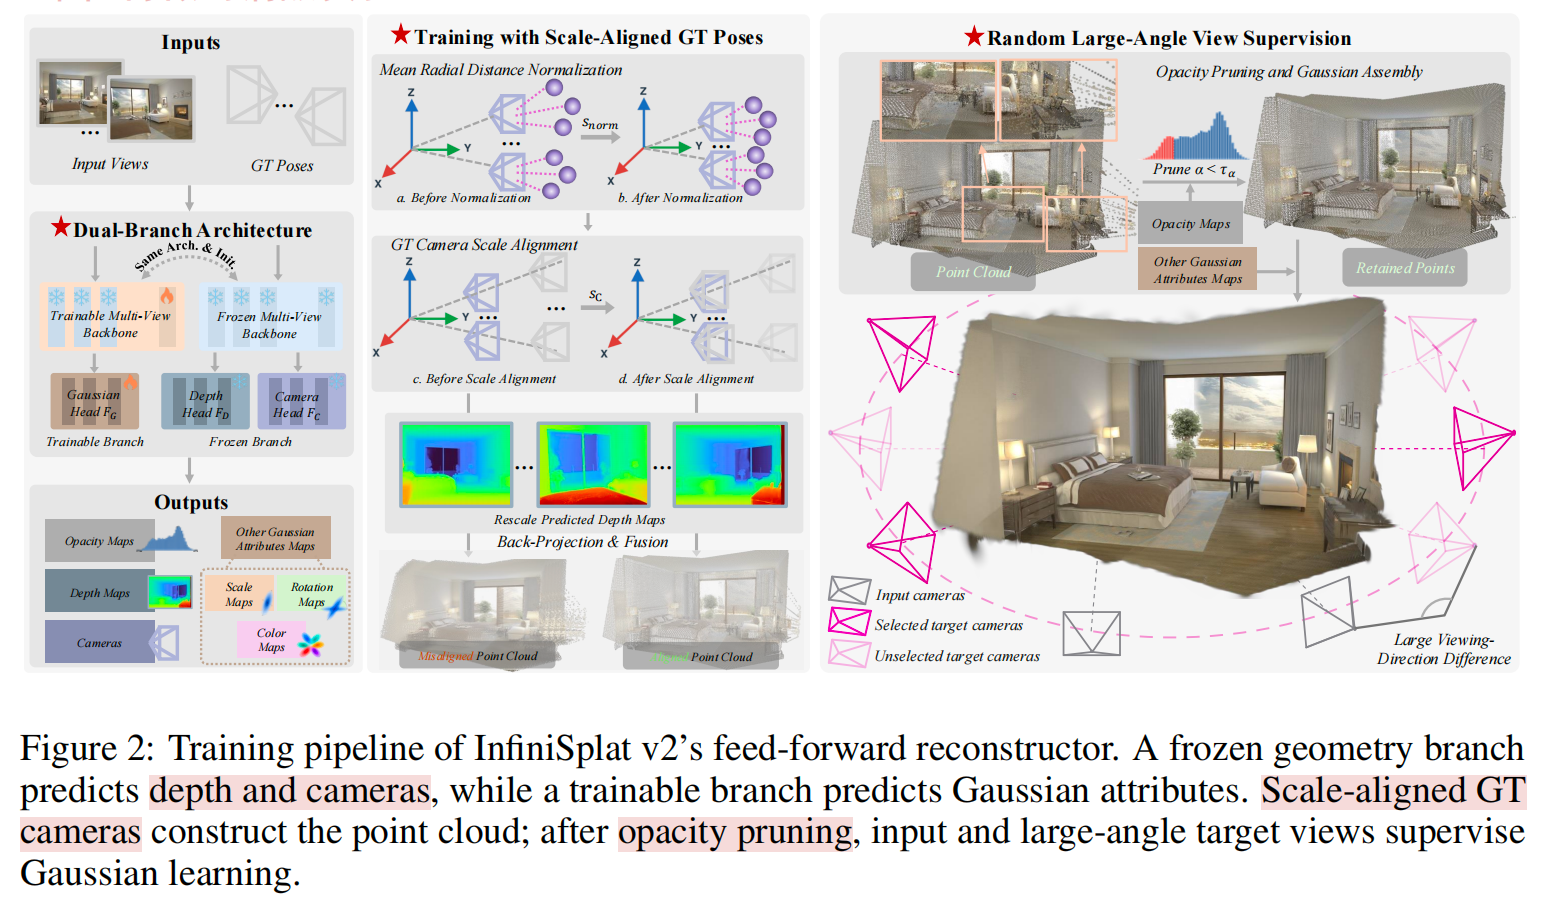 Inputs
Input Views
GT Poses
Dual-Branch Architecture
Same Arch. & Init.
Trainable Multi-View
Backbone
Frozen Multi-View
Backbone
Gaussian
Head F_G
Depth
Head F_D
Camera
Head F_C
Trainable Branch
Frozen Branch
Outputs
Opacity Maps
Other Gaussian
Attributes Maps
Depth Maps
Scale
Maps
Rotation
Maps
Cameras
Color
Maps
Training with Scale-Aligned GT Poses
Mean Radial Distance Normalization
Z
Y
X
s_norm
Z
Y
X
a. Before Normalization
b. After Normalization
GT Camera Scale Alignment
Z
Y
X
s_C
Z
Y
X
c. Before Scale Alignment
d. After Scale Alignment
Rescale Predicted Depth Maps
Back-Projection & Fusion
Misaligned Point Cloud
Point Cloud
Random Large-Angle View Supervision
Opacity Pruning and Gaussian Assembly
Prune α < τ_α
Opacity Maps
Other Gaussian
Attributes Maps
Point Cloud
Retained Points
Input cameras
Selected target cameras
Unselected target cameras
Large Viewing-
Direction Difference
Figure 2: Training pipeline of InfiniSplat v2's feed-forward reconstructor. A frozen geometry branch
predicts depth and cameras, while a trainable branch predicts Gaussian attributes. Scale-aligned GT
cameras construct the point cloud; after opacity pruning, input and large-angle target views supervise
Gaussian learning.